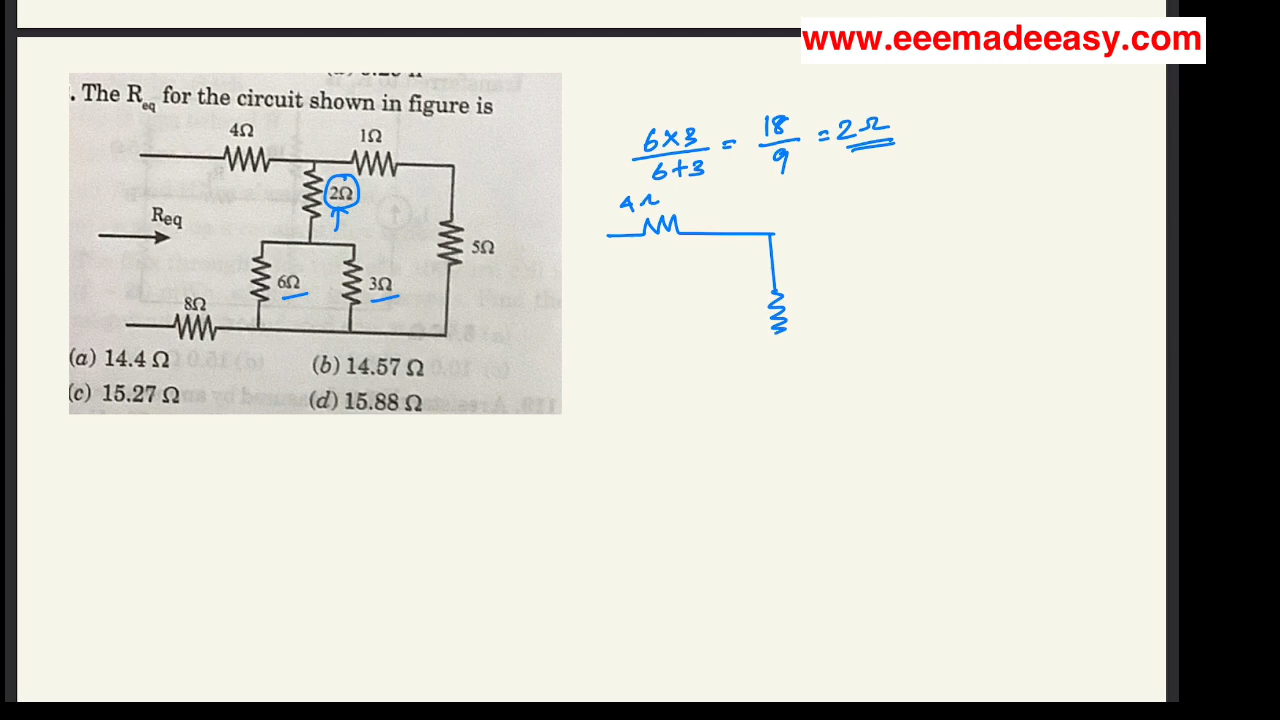 www.eeemadeeasy.com
. The Req for the circuit shown in figure is
4Ω
1Ω
2Ω
Req
5Ω
6Ω
3Ω
8Ω
(a) 14.4 Ω
(b) 14.57 Ω
(c) 15.27 Ω
(d) 15.88 Ω
6×3 / 6+3 = 18 / 9 = 2Ω
4Ω